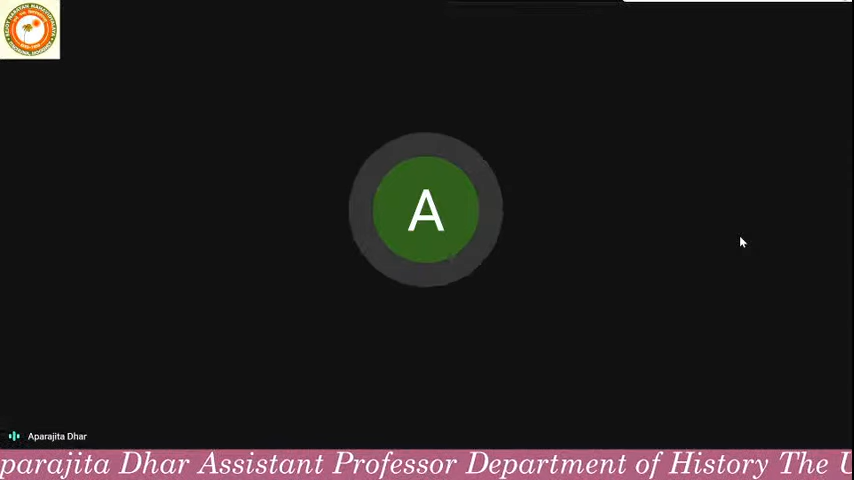 A
Aparajita Dhar
parajita Dhar Assistant Professor Department of History The U